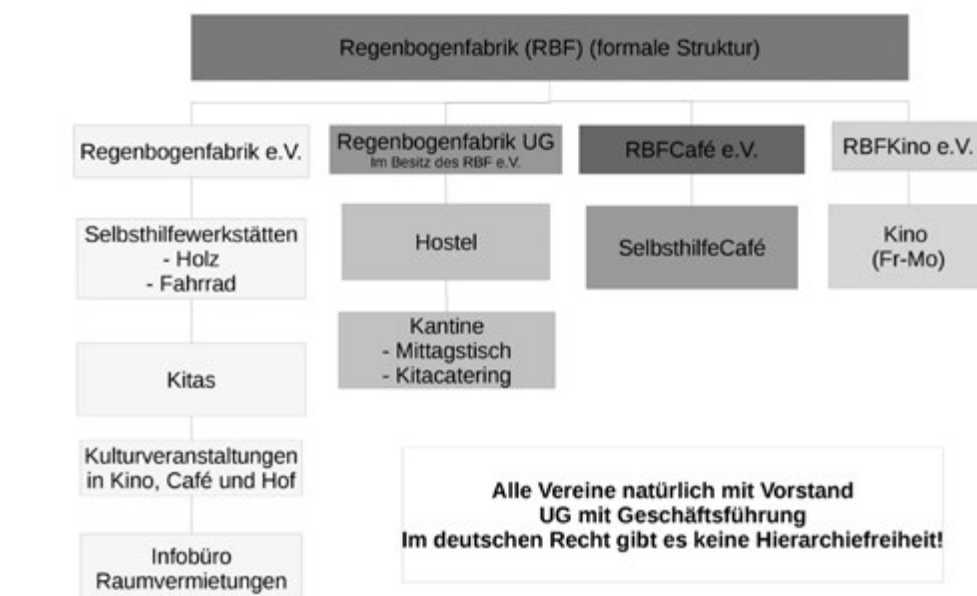 Regenbogenfabrik (RBF) (formale Struktur)
Regenbogenfabrik e.V.
Selbsthilfewerkstätten
- Holz
- Fahrrad
Kitas
Kulturveranstaltungen
in Kino, Café und Hof
Infobüro
Raumvermietungen
Regenbogenfabrik UG
Im Besitz des RBF e.V.
Hostel
Kantine
- Mittagstisch
- Kitacatering
RBFCafé e.V.
SelbsthilfeCafé
RBFKino e.V.
Kino
(Fr-Mo)
Alle Vereine natürlich mit Vorstand
UG mit Geschäftsführung
Im deutschen Recht gibt es keine Hierarchiefreiheit!